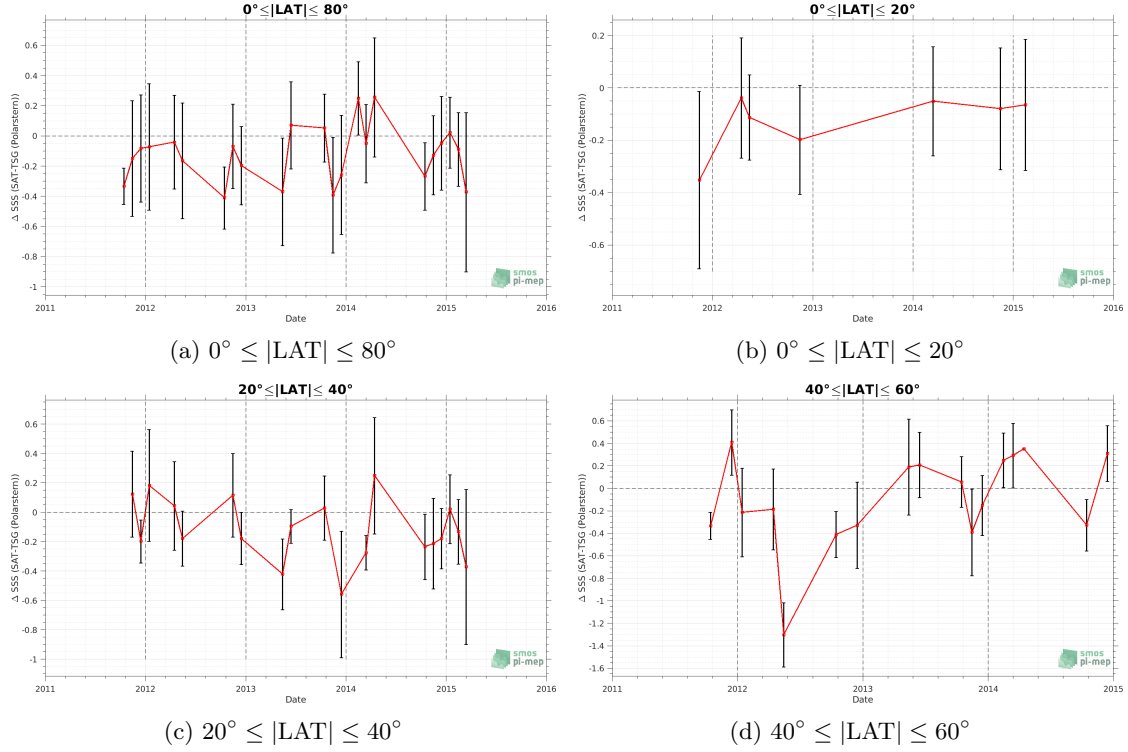 0°≤|LAT|≤ 80°
Δ SSS (SAT-TSG (Polarstern))
0.6
0.4
0.2
0
-0.2
-0.4
-0.6
-0.8
-1
2011
2012
2013
2014
2015
2016
Date
smos
pi-mep
(a) 0° ≤ |LAT| ≤ 80°
0°≤|LAT|≤ 20°
Δ SSS (SAT-TSG (Polarstern))
0.2
0
-0.2
-0.4
-0.6
2011
2012
2013
2014
2015
2016
Date
smos
pi-mep
(b) 0° ≤ |LAT| ≤ 20°
20°≤|LAT|≤ 40°
Δ SSS (SAT-TSG (Polarstern))
0.6
0.4
0.2
0
-0.2
-0.4
-0.6
-0.8
-1
2011
2012
2013
2014
2015
2016
Date
smos
pi-mep
(c) 20° ≤ |LAT| ≤ 40°
40°≤|LAT|≤ 60°
Δ SSS (SAT-TSG (Polarstern))
0.6
0.4
0.2
0
-0.2
-0.4
-0.6
-0.8
-1
-1.2
-1.4
-1.6
2011
2012
2013
2014
2015
Date
smos
pi-mep
(d) 40° ≤ |LAT| ≤ 60°